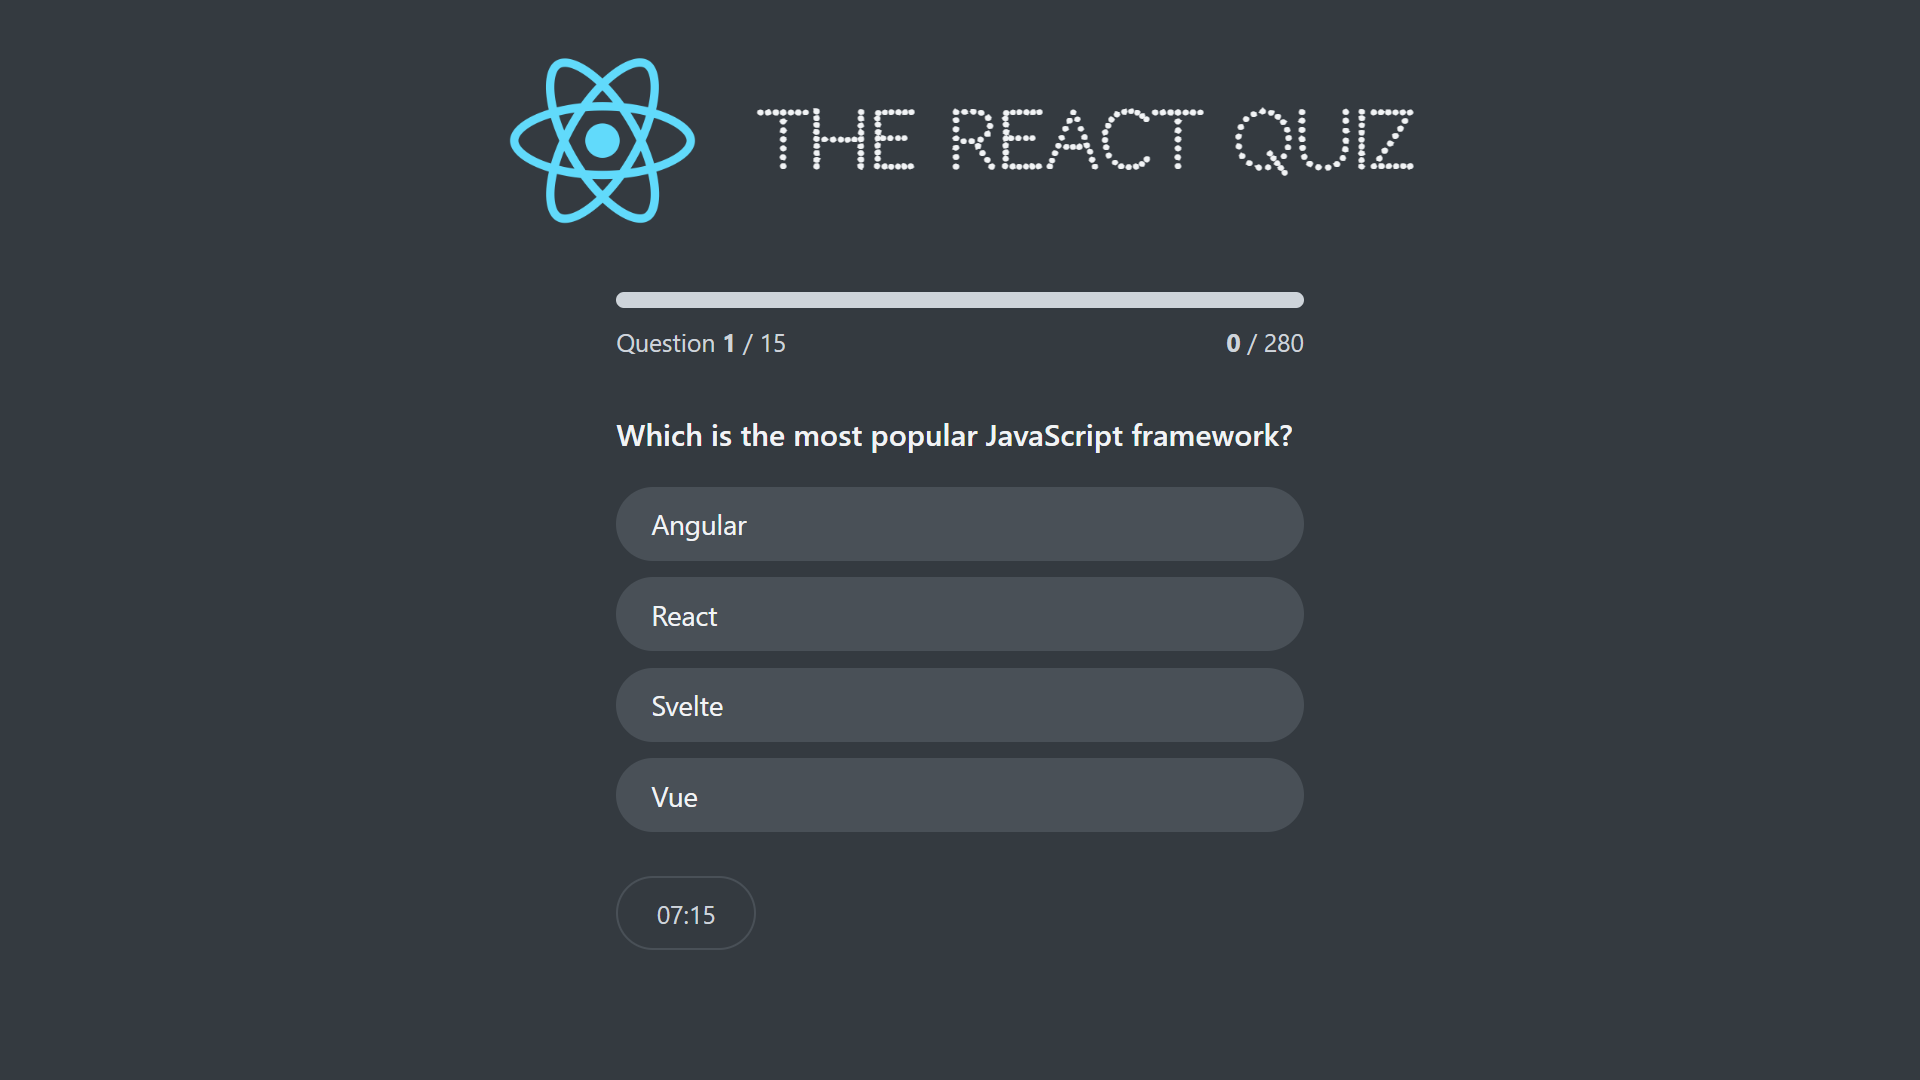 THE REACT QUIZ
Question 1 / 15
0 / 280
Which is the most popular JavaScript framework?
Angular
React
Svelte
Vue
07:15